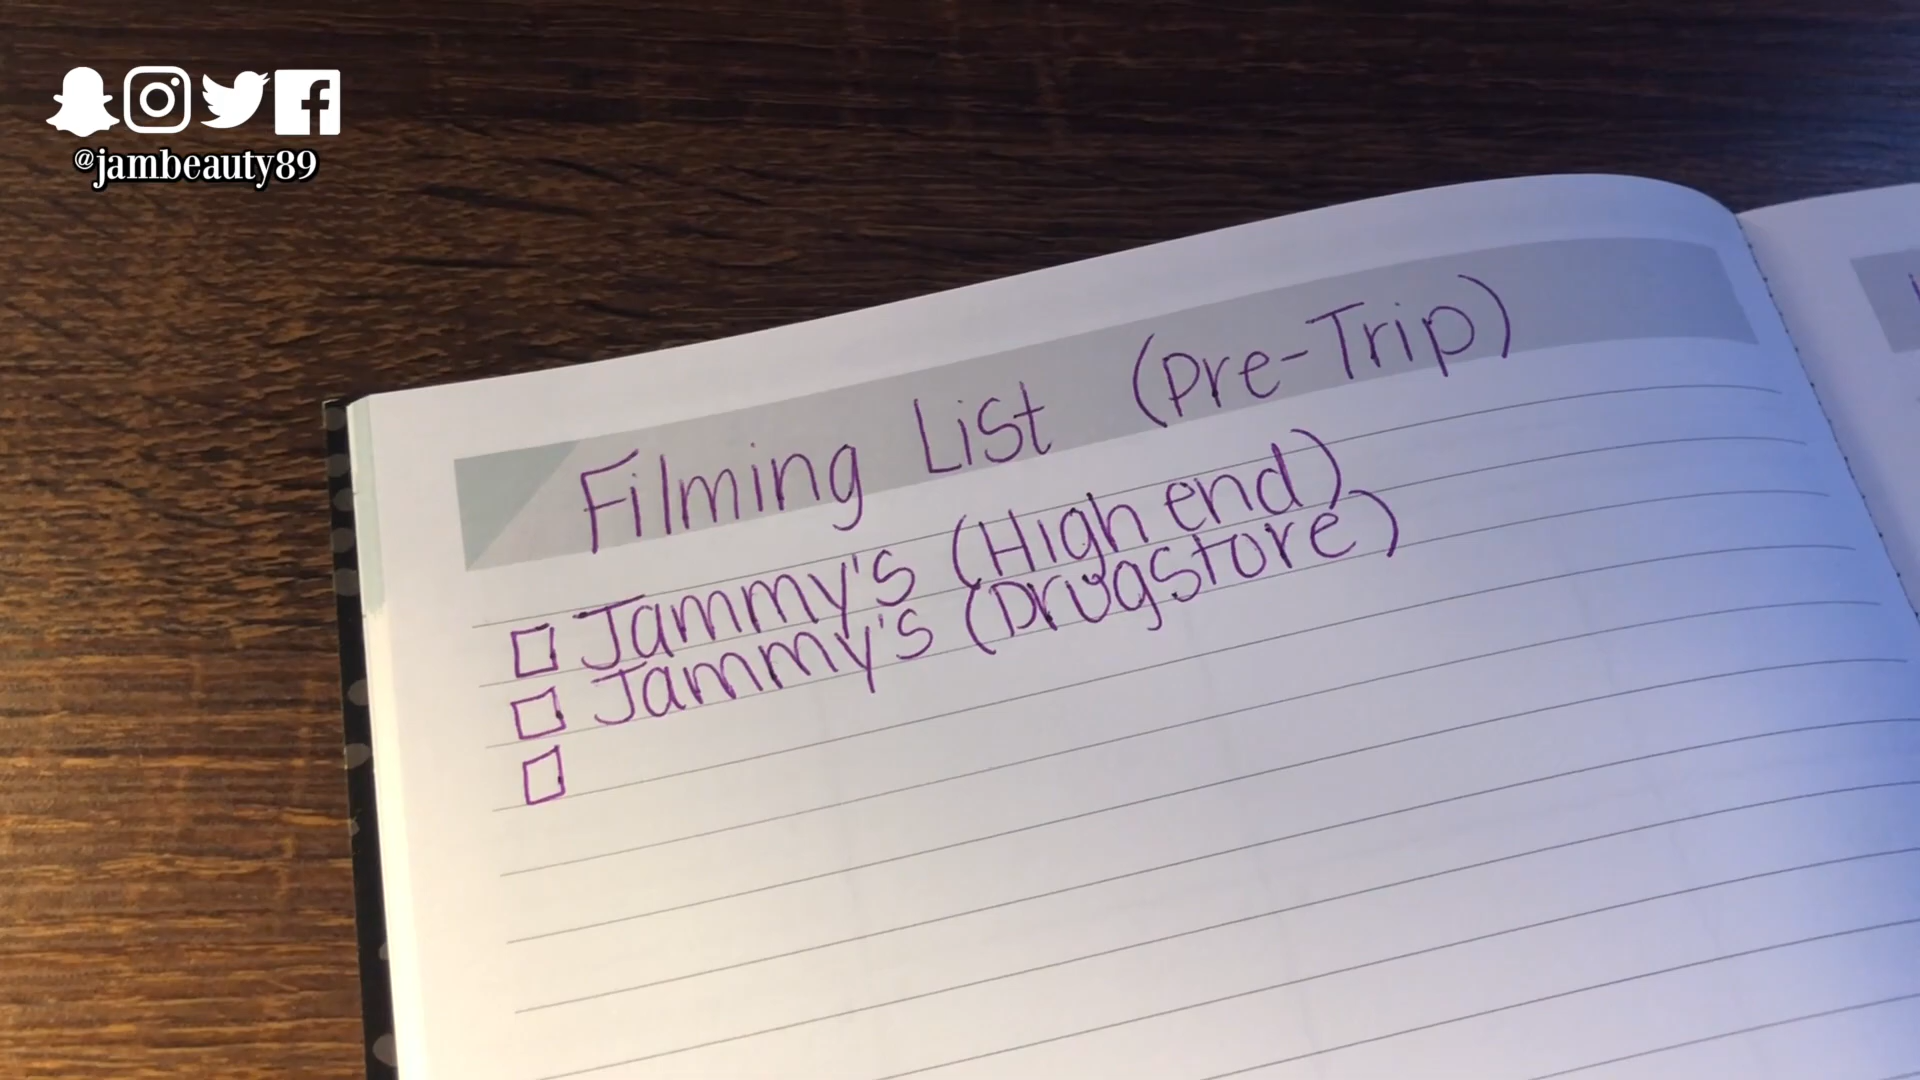 @jambeauty89
Filming List (Pre-Trip)
Jammy's (High end)
Jammy's (Drugstore)